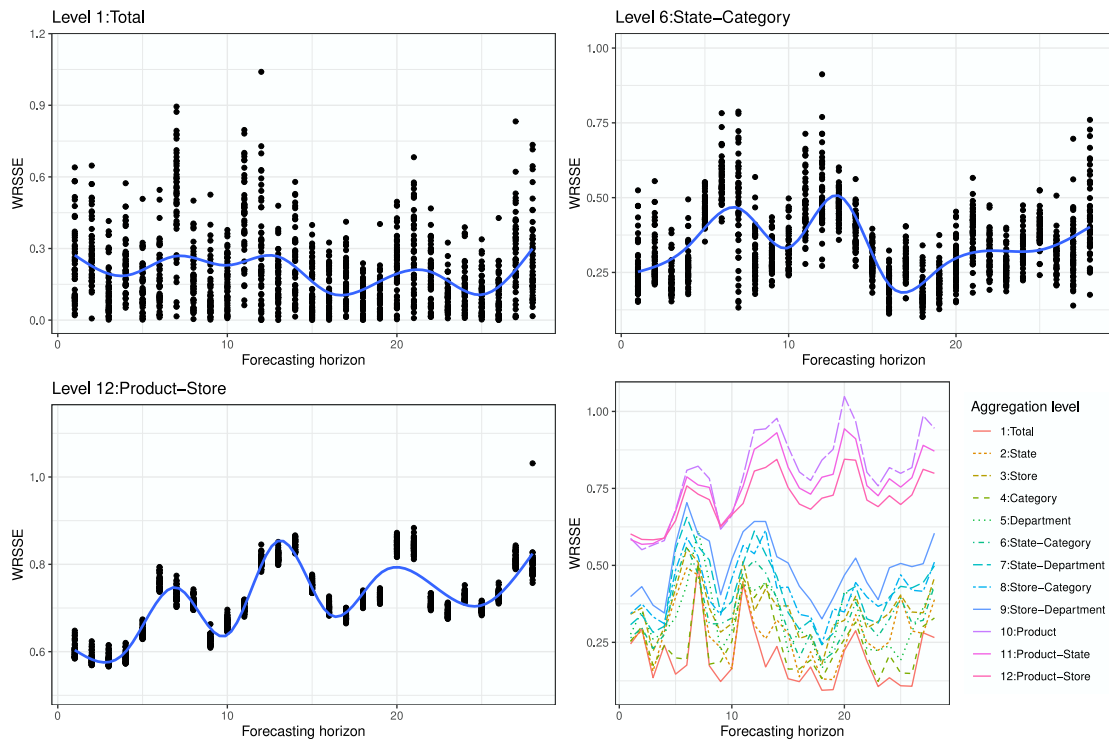 Level 1:Total
1.2
0.9
0.6
0.3
0.0
WRSSE
0
10
20
Forecasting horizon
Level 6:State−Category
1.00
0.75
0.50
0.25
WRSSE
0
10
20
Forecasting horizon
Level 12:Product−Store
1.0
0.8
0.6
WRSSE
0
10
20
Forecasting horizon
1.00
0.75
0.50
0.25
WRSSE
0
10
20
Forecasting horizon
Aggregation level
1:Total
2:State
3:Store
4:Category
5:Department
6:State−Category
7:State−Department
8:Store−Category
9:Store−Department
10:Product
11:Product−State
12:Product−Store